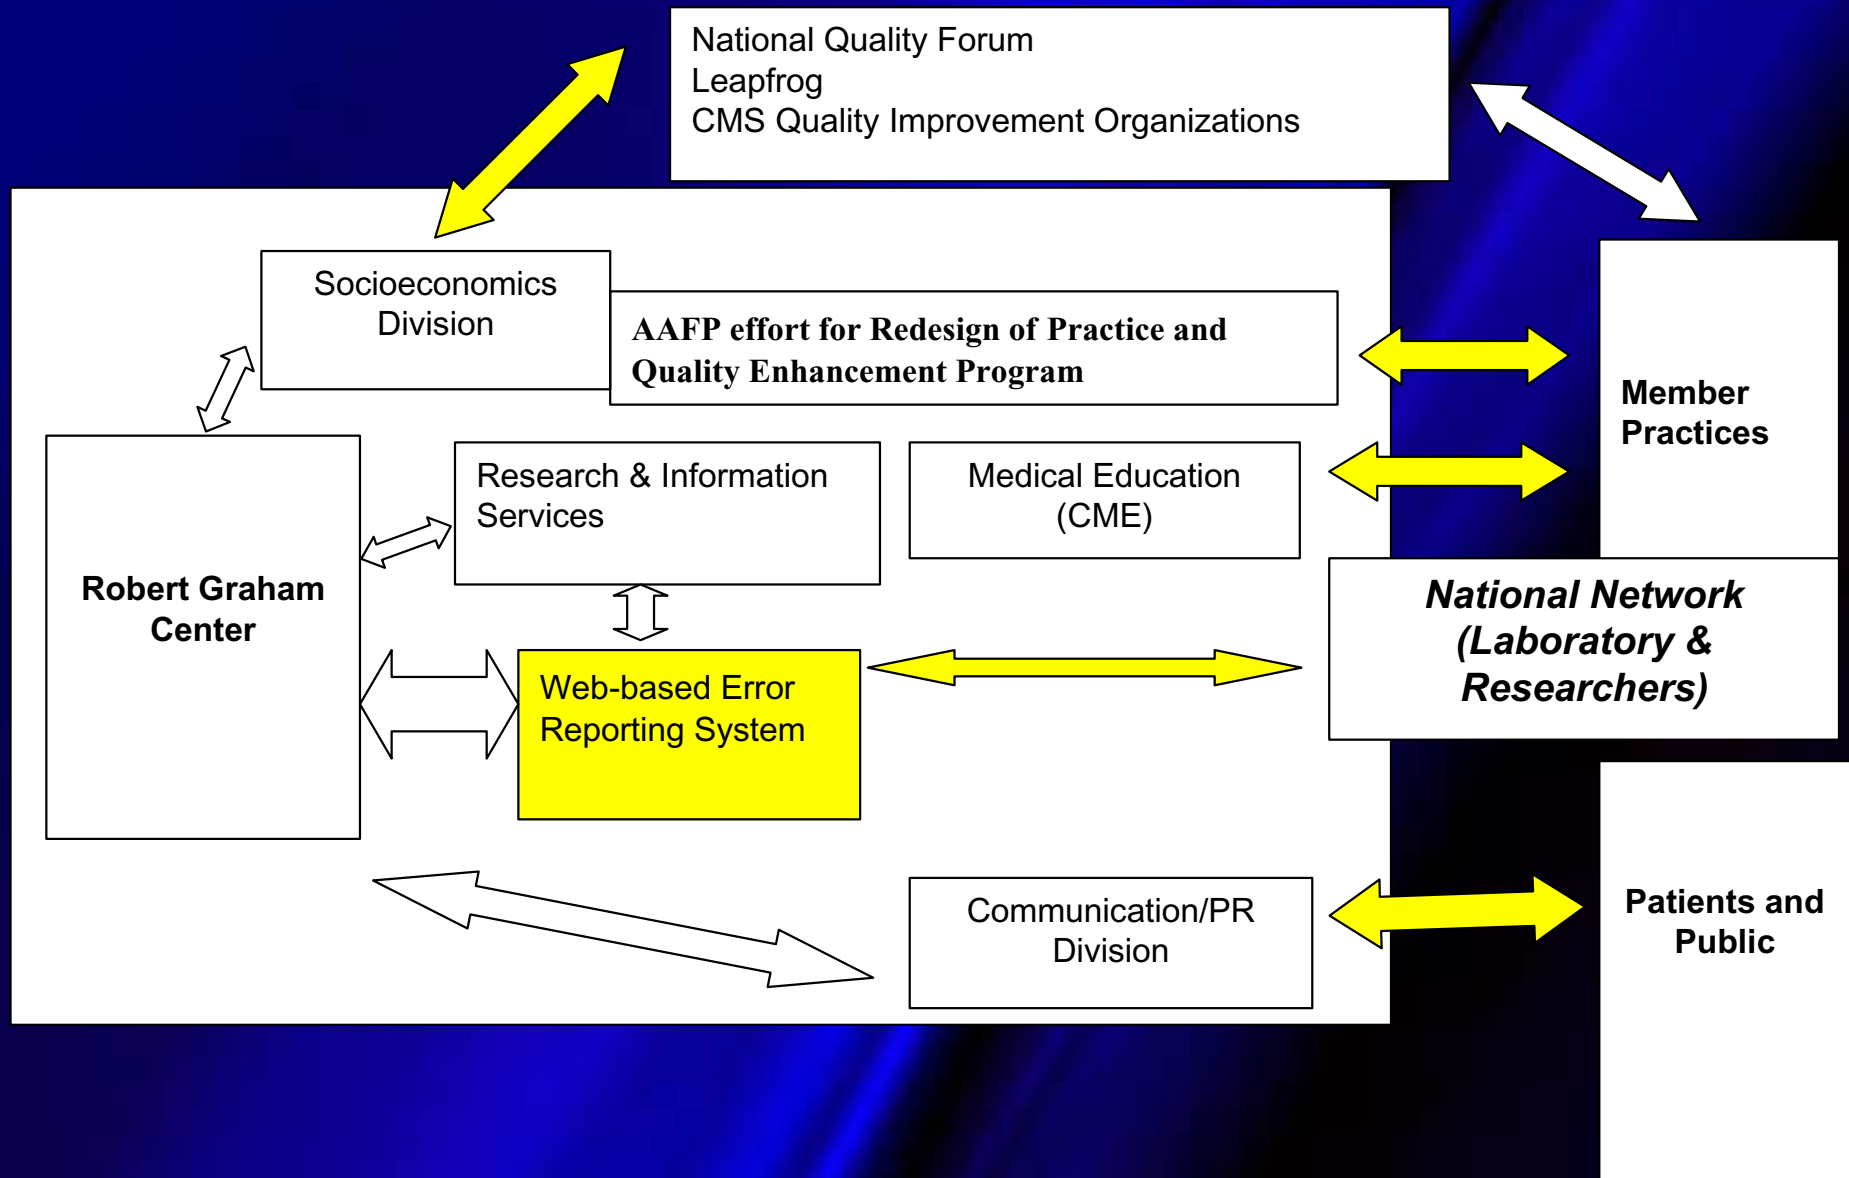 National Quality Forum
Leapfrog
CMS Quality Improvement Organizations
Socioeconomics
Division
AAFP effort for Redesign of Practice and
Quality Enhancement Program
Member
Practices
Research & Information
Services
Medical Education
(CME)
Robert Graham
Center
National Network
(Laboratory &
Researchers)
Web-based Error
Reporting System
Communication/PR
Division
Patients and
Public